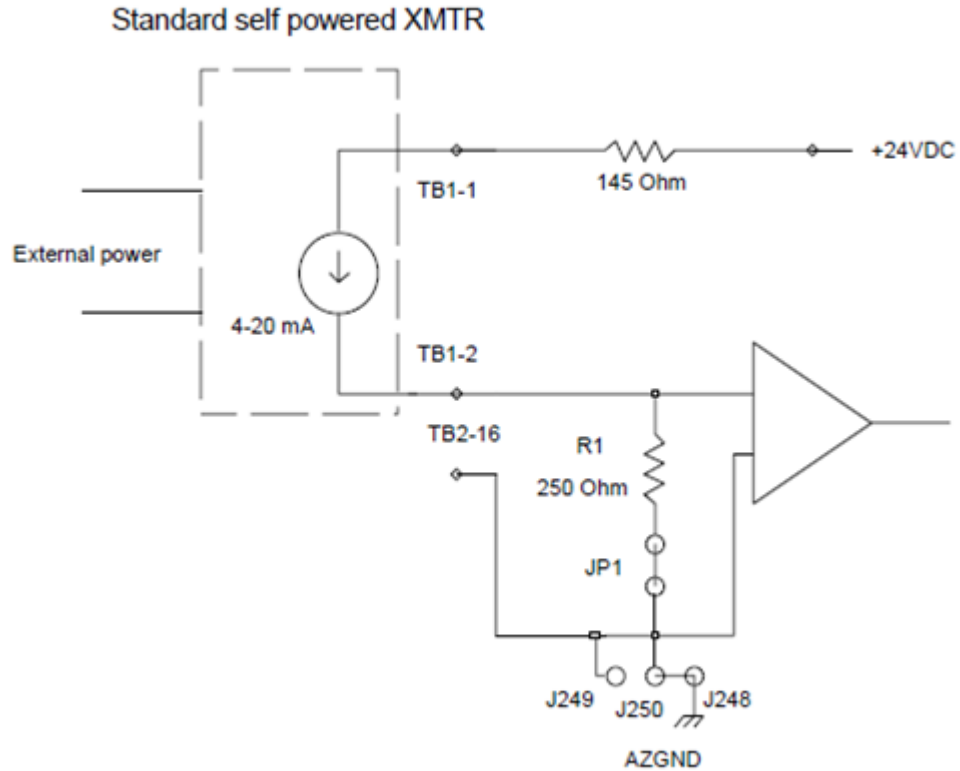 Standard self powered XMTR
+24VDC
145 Ohm
TB1-1
External power
4-20 mA
TB1-2
TB2-16
R1
250 Ohm
JP1
J249
J250
J248
AZGND